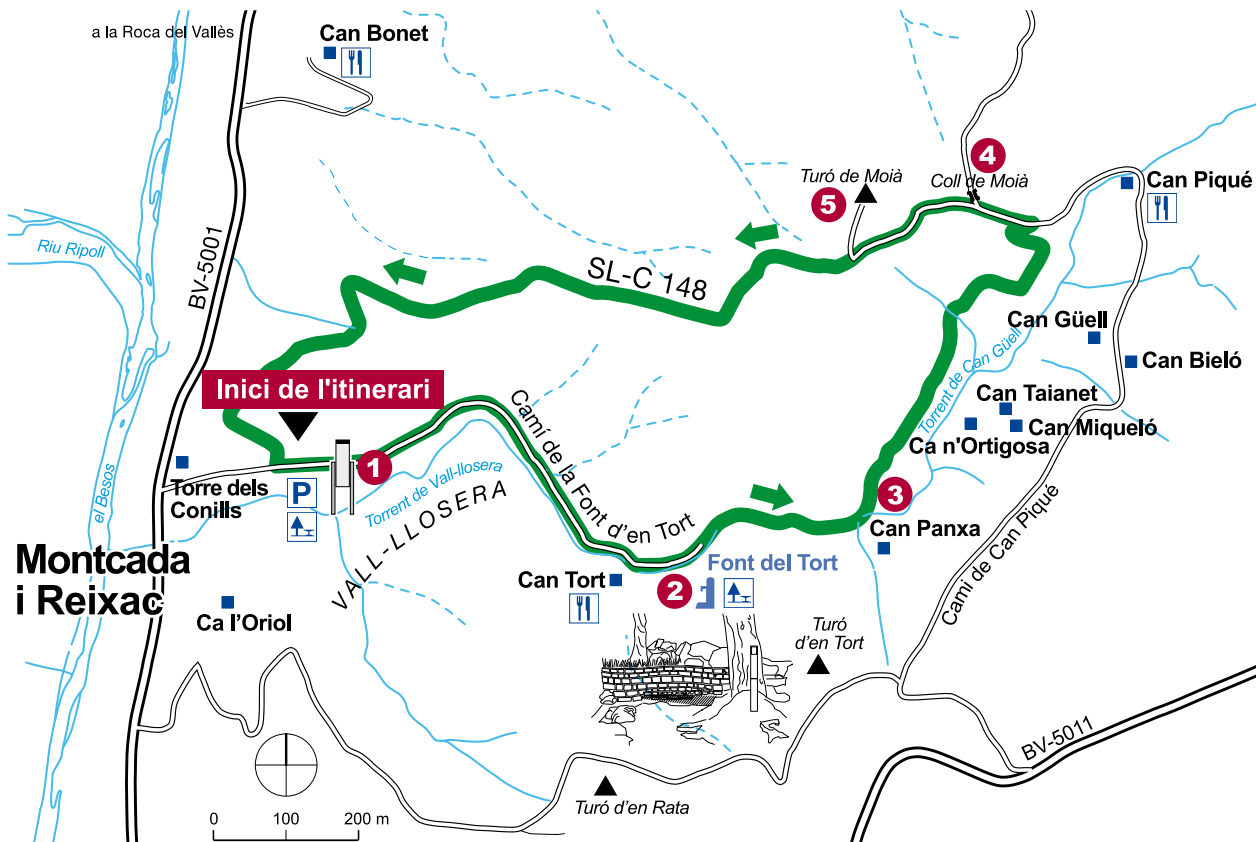 a la Roca del Vallès
Can Bonet
4
Turó de Moià
Coll de Moià
5
Can Piqué
Riu Ripoll
BV-5001
SL-C 148
Can Güell
Can Bieló
Torrent de Can Güell
Inici de l'itinerari
Camí de la Font d'en Tort
Can Taianet
Can Miqueló
Ca n'Ortigosa
1
Torre dels
Conills
P
Torrent de Vall-llosera
VALL-LLOSERA
el Besos
3
Can Panxa
Montcada
i Reixac
Font del Tort
Can Tort
2
Cami de Can Piqué
Ca l'Oriol
Turó
d'en Tort
BV-5011
Turó d'en Rata
0 100 200 m